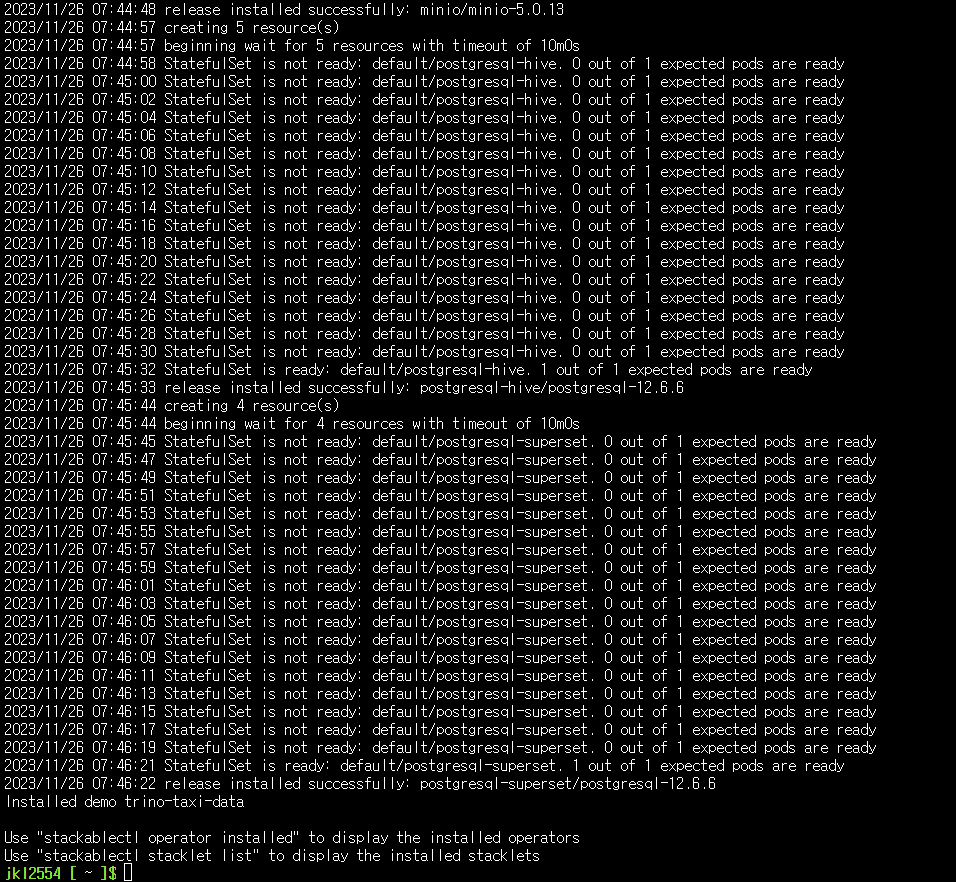 2023/11/26 07:44:48 release installed successfully: minio/minio-5.0.13
2023/11/26 07:44:57 creating 5 resource(s)
2023/11/26 07:44:57 beginning wait for 5 resources with timeout of 10m0s
2023/11/26 07:44:58 StatefulSet is not ready: default/postgresql-hive. 0 out of 1 expected pods are ready
2023/11/26 07:45:00 StatefulSet is not ready: default/postgresql-hive. 0 out of 1 expected pods are ready
2023/11/26 07:45:02 StatefulSet is not ready: default/postgresql-hive. 0 out of 1 expected pods are ready
2023/11/26 07:45:04 StatefulSet is not ready: default/postgresql-hive. 0 out of 1 expected pods are ready
2023/11/26 07:45:06 StatefulSet is not ready: default/postgresql-hive. 0 out of 1 expected pods are ready
2023/11/26 07:45:08 StatefulSet is not ready: default/postgresql-hive. 0 out of 1 expected pods are ready
2023/11/26 07:45:10 StatefulSet is not ready: default/postgresql-hive. 0 out of 1 expected pods are ready
2023/11/26 07:45:12 StatefulSet is not ready: default/postgresql-hive. 0 out of 1 expected pods are ready
2023/11/26 07:45:14 StatefulSet is not ready: default/postgresql-hive. 0 out of 1 expected pods are ready
2023/11/26 07:45:16 StatefulSet is not ready: default/postgresql-hive. 0 out of 1 expected pods are ready
2023/11/26 07:45:18 StatefulSet is not ready: default/postgresql-hive. 0 out of 1 expected pods are ready
2023/11/26 07:45:20 StatefulSet is not ready: default/postgresql-hive. 0 out of 1 expected pods are ready
2023/11/26 07:45:22 StatefulSet is not ready: default/postgresql-hive. 0 out of 1 expected pods are ready
2023/11/26 07:45:24 StatefulSet is not ready: default/postgresql-hive. 0 out of 1 expected pods are ready
2023/11/26 07:45:26 StatefulSet is not ready: default/postgresql-hive. 0 out of 1 expected pods are ready
2023/11/26 07:45:28 StatefulSet is not ready: default/postgresql-hive. 0 out of 1 expected pods are ready
2023/11/26 07:45:30 StatefulSet is not ready: default/postgresql-hive. 0 out of 1 expected pods are ready
2023/11/26 07:45:32 StatefulSet is ready: default/postgresql-hive. 1 out of 1 expected pods are ready
2023/11/26 07:45:33 release installed successfully: postgresql-hive/postgresql-12.6.6
2023/11/26 07:45:44 creating 4 resource(s)
2023/11/26 07:45:44 beginning wait for 4 resources with timeout of 10m0s
2023/11/26 07:45:45 StatefulSet is not ready: default/postgresql-superset. 0 out of 1 expected pods are ready
2023/11/26 07:45:47 StatefulSet is not ready: default/postgresql-superset. 0 out of 1 expected pods are ready
2023/11/26 07:45:49 StatefulSet is not ready: default/postgresql-superset. 0 out of 1 expected pods are ready
2023/11/26 07:45:51 StatefulSet is not ready: default/postgresql-superset. 0 out of 1 expected pods are ready
2023/11/26 07:45:53 StatefulSet is not ready: default/postgresql-superset. 0 out of 1 expected pods are ready
2023/11/26 07:45:55 StatefulSet is not ready: default/postgresql-superset. 0 out of 1 expected pods are ready
2023/11/26 07:45:57 StatefulSet is not ready: default/postgresql-superset. 0 out of 1 expected pods are ready
2023/11/26 07:45:59 StatefulSet is not ready: default/postgresql-superset. 0 out of 1 expected pods are ready
2023/11/26 07:46:01 StatefulSet is not ready: default/postgresql-superset. 0 out of 1 expected pods are ready
2023/11/26 07:46:03 StatefulSet is not ready: default/postgresql-superset. 0 out of 1 expected pods are ready
2023/11/26 07:46:05 StatefulSet is not ready: default/postgresql-superset. 0 out of 1 expected pods are ready
2023/11/26 07:46:07 StatefulSet is not ready: default/postgresql-superset. 0 out of 1 expected pods are ready
2023/11/26 07:46:09 StatefulSet is not ready: default/postgresql-superset. 0 out of 1 expected pods are ready
2023/11/26 07:46:11 StatefulSet is not ready: default/postgresql-superset. 0 out of 1 expected pods are ready
2023/11/26 07:46:13 StatefulSet is not ready: default/postgresql-superset. 0 out of 1 expected pods are ready
2023/11/26 07:46:15 StatefulSet is not ready: default/postgresql-superset. 0 out of 1 expected pods are ready
2023/11/26 07:46:17 StatefulSet is not ready: default/postgresql-superset. 0 out of 1 expected pods are ready
2023/11/26 07:46:19 StatefulSet is not ready: default/postgresql-superset. 0 out of 1 expected pods are ready
2023/11/26 07:46:21 StatefulSet is ready: default/postgresql-superset. 1 out of 1 expected pods are ready
2023/11/26 07:46:22 release installed successfully: postgresql-superset/postgresql-12.6.6
Installed demo trino-taxi-data
Use "stackablectl operator installed" to display the installed operators
Use "stackablectl stacklet list" to display the installed stacklets
jkl2554 [ ~ ]$